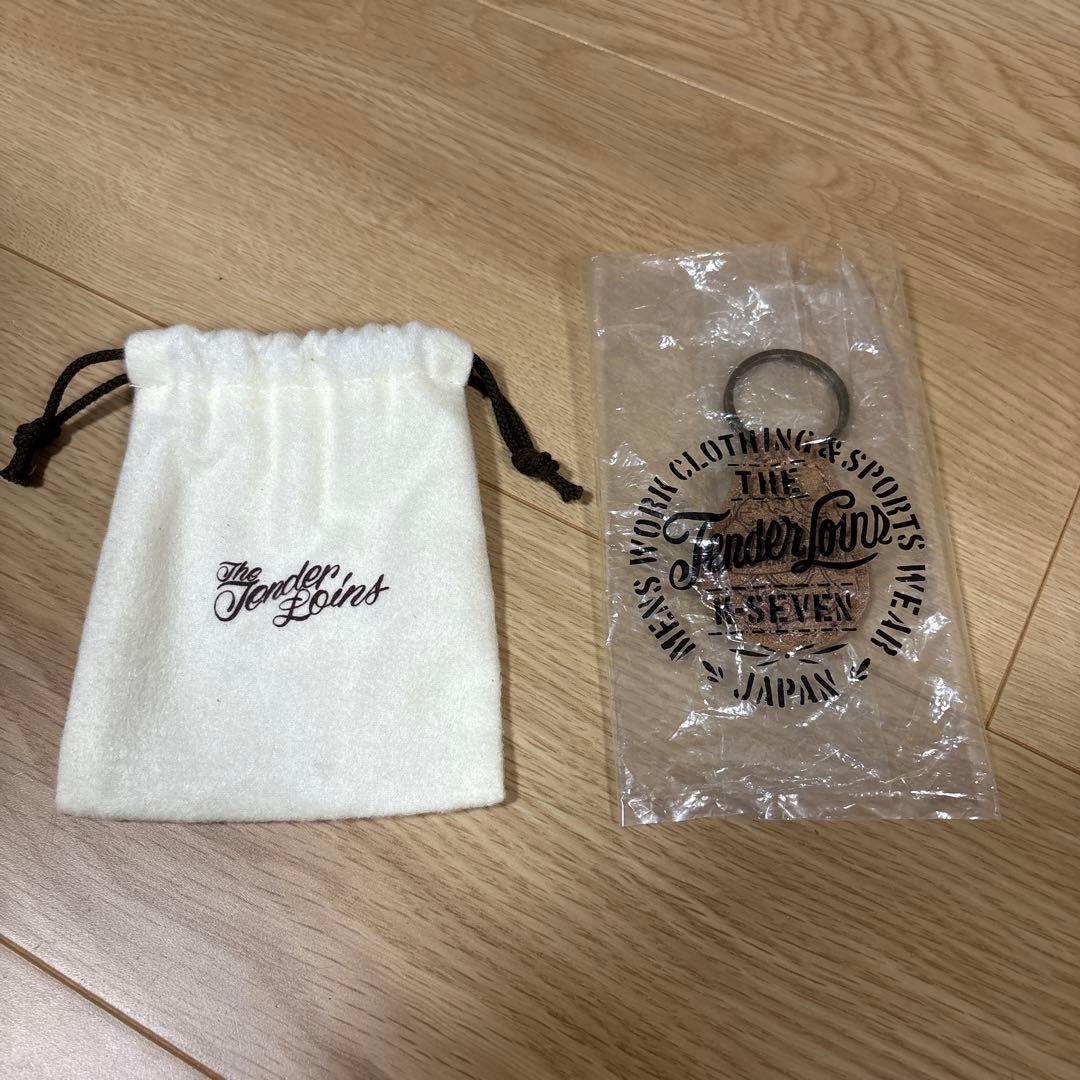 The
Tender
Loins
MENS WORK CLOTHING & SPORTS WEAR
THE
TenderLoins
K-SEVEN
JAPAN